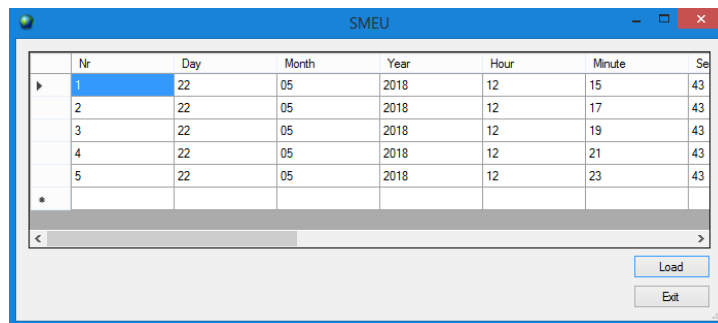 SMEU
Nr Day Month Year Hour Minute Se
1 22 05 2018 12 15 43
2 22 05 2018 12 17 43
3 22 05 2018 12 19 43
4 22 05 2018 12 21 43
5 22 05 2018 12 23 43
Load
Exit